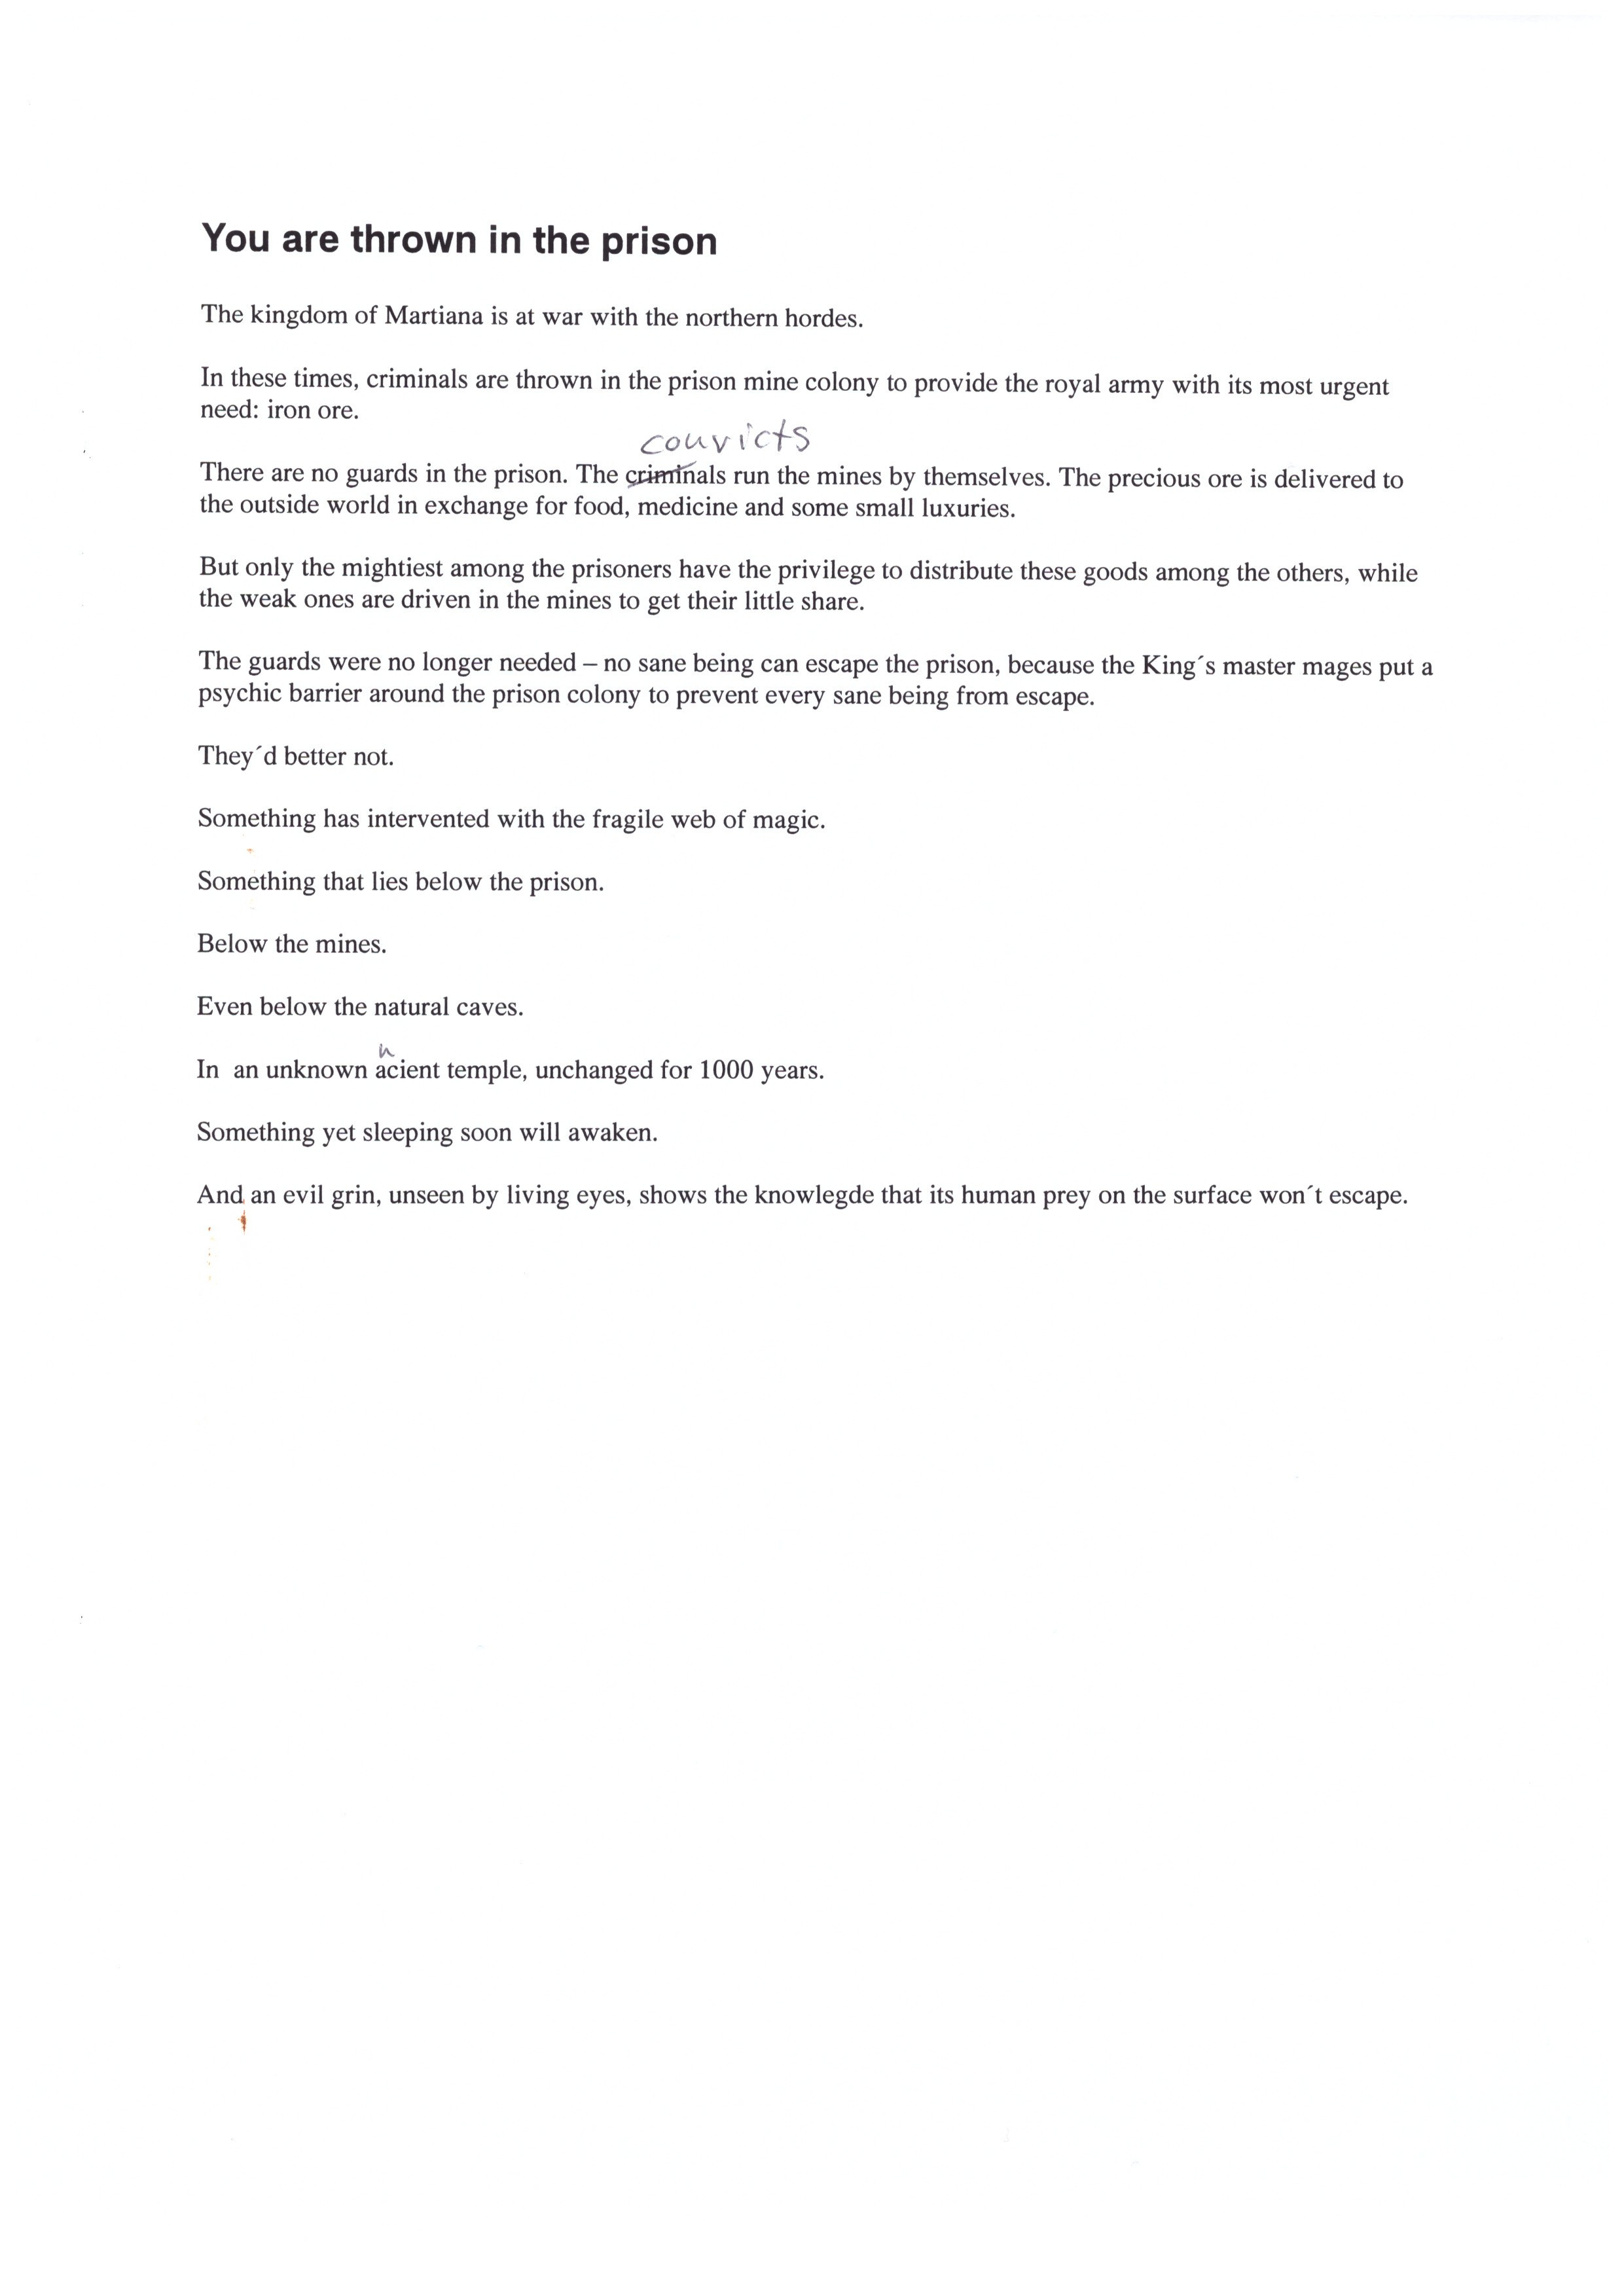 You are thrown in the prison
The kingdom of Martiana is at war with the northern hordes.
In these times, criminals are thrown in the prison mine colony to provide the royal army with its most urgent
need: iron ore.
convicts
There are no guards in the prison. The criminals run the mines by themselves. The precious ore is delivered to
the outside world in exchange for food, medicine and some small luxuries.
But only the mightiest among the prisoners have the privilege to distribute these goods among the others, while
the weak ones are driven in the mines to get their little share.
The guards were no longer needed – no sane being can escape the prison, because the King´s master mages put a
psychic barrier around the prison colony to prevent every sane being from escape.
They´d better not.
Something has intervented with the fragile web of magic.
Something that lies below the prison.
Below the mines.
Even below the natural caves.
n
In an unknown acient temple, unchanged for 1000 years.
Something yet sleeping soon will awaken.
And an evil grin, unseen by living eyes, shows the knowlegde that its human prey on the surface won´t escape.